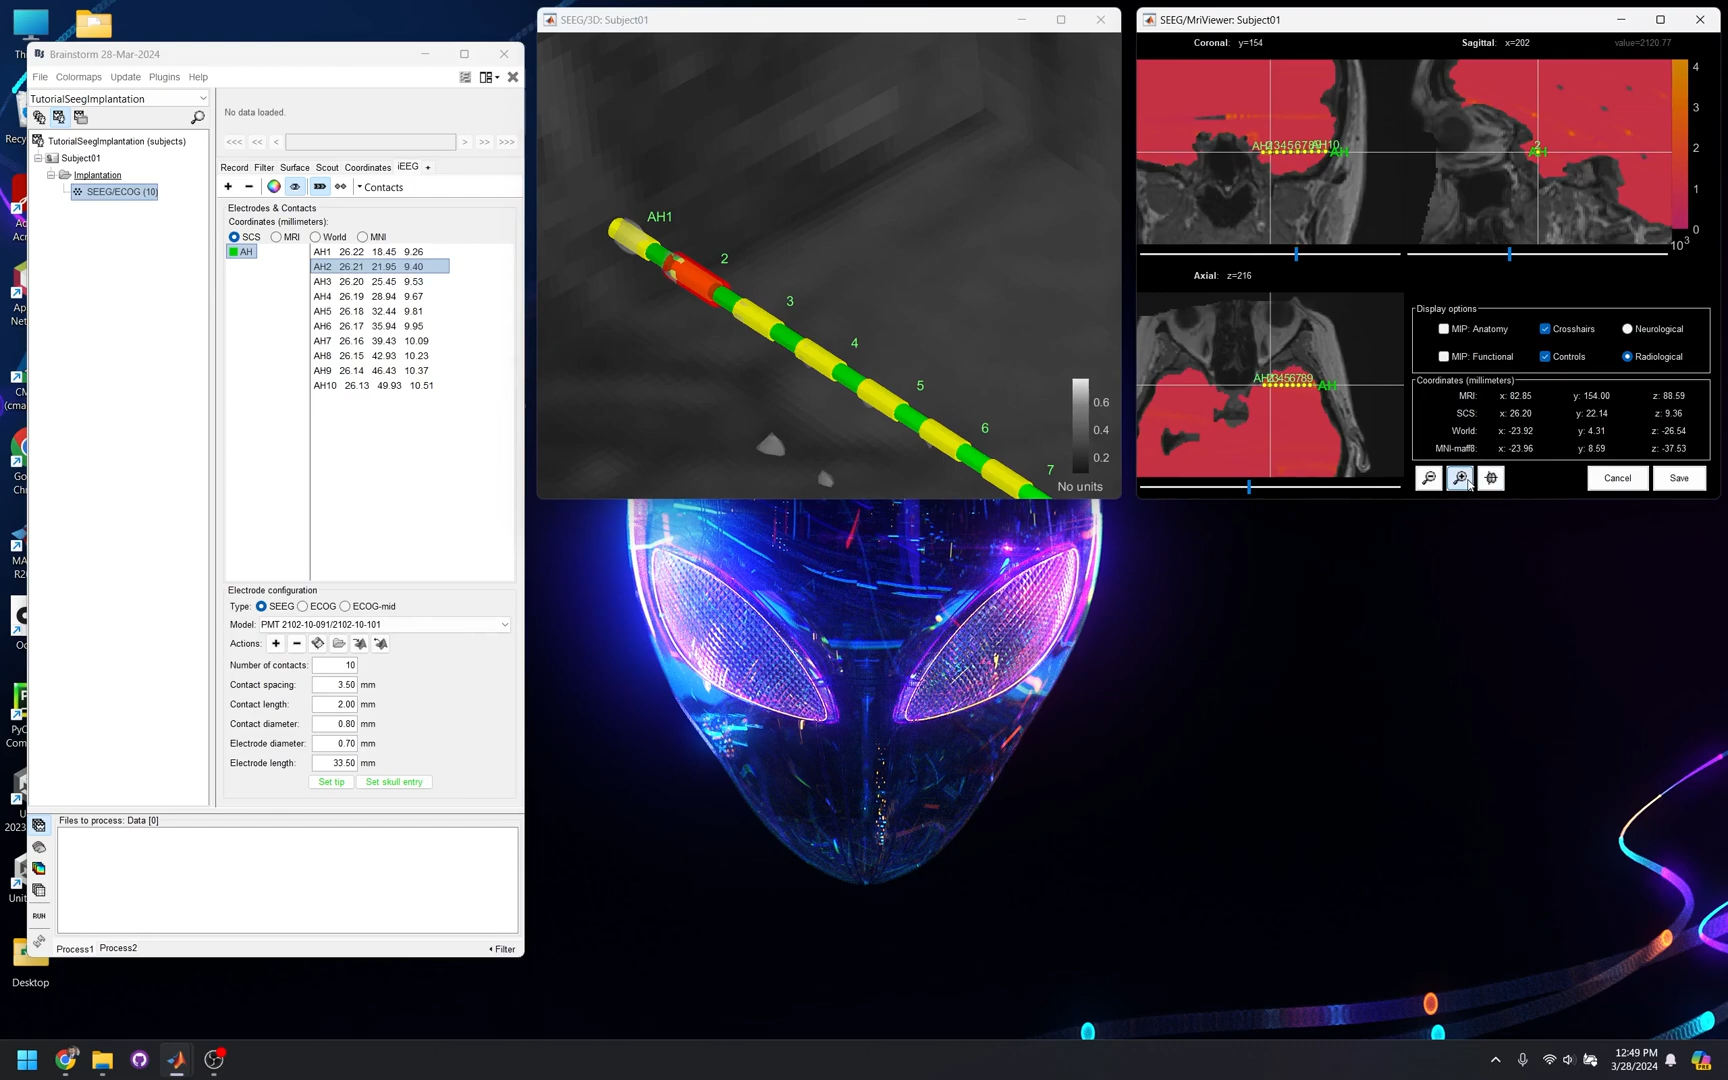 Brainstorm 28-Mar-2024
File Colormaps Update Plugins Help
TutorialSeegImplantation
TutorialSeegImplantation (subjects)
Subject01
Implantation
SEEG/ECOG (10)
No data loaded.
<<< << < > >> >>>
Record Filter Surface Scout Coordinates iEEG +
Contacts
Electrodes & Contacts
Coordinates (millimeters):
SCS MRI World MNI
AH
AH1 26.22 18.45 9.26
AH2 26.21 21.95 9.40
AH3 26.20 25.45 9.53
AH4 26.19 28.94 9.67
AH5 26.18 32.44 9.81
AH6 26.17 35.94 9.95
AH7 26.16 39.43 10.09
AH8 26.15 42.93 10.23
AH9 26.14 46.43 10.37
AH10 26.13 49.93 10.51
Electrode configuration
Type: SEEG ECOG ECOG-mid
Model: PMT 2102-10-091/2102-10-101
Actions:
Number of contacts: 10
Contact spacing: 3.50 mm
Contact length: 2.00 mm
Contact diameter: 0.80 mm
Electrode diameter: 0.70 mm
Electrode length: 33.50 mm
Set tip Set skull entry
Files to process: Data [0]
RUN
Process1 Process2
Filter
SEEG/3D: Subject01
AH1
2
3
4
5
6
7
0.6
0.4
0.2
No units
SEEG/MriViewer: Subject01
Coronal: y=154 Sagittal: x=202 value=2120.77
4
3
2
1
0
10³
2
AH
AH
Axial: z=216
AH
Display options
MIP: Anatomy Crosshairs Neurological
MIP: Functional Controls Radiological
Coordinates (millimeters)
MRI: x: 82.85 y: 154.00 z: 88.59
SCS: x: 26.20 y: 22.14 z: 9.36
World: x: -23.92 y: 4.31 z: -26.54
MNI-maff8: x: -23.96 y: 8.59 z: -37.53
Cancel Save
Desktop
12:49 PM
3/28/2024